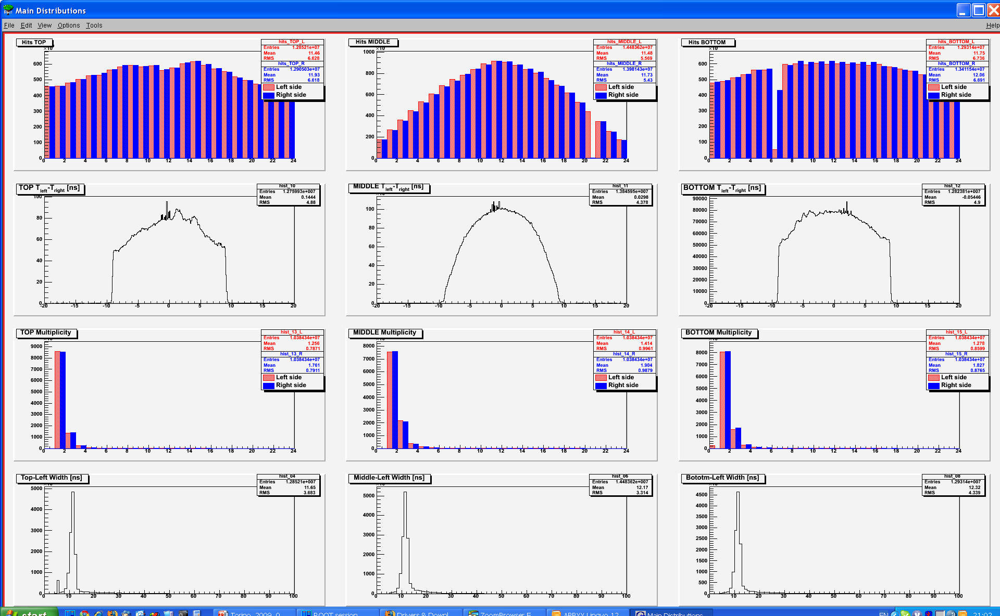 Main Distributions
File Edit View Options Tools Help
Hits TOP
hits_TOP_L
Entries 1.28521e+07
Mean 11.46
RMS 6.628
hits_TOP_R
Entries 1.290503e+07
Mean 11.93
RMS 6.618
Left side
Right side
600
500
400
300
200
100
0
0 2 4 6 8 10 12 14 16 18 20 22 24
Hits MIDDLE
hits_MIDDLE_L
Entries 1.448362e+07
Mean 11.48
RMS 5.569
hits_MIDDLE_R
Entries 1.398143e+07
Mean 11.73
RMS 5.43
Left side
Right side
1000
800
600
400
200
0
0 2 4 6 8 10 12 14 16 18 20 22 24
Hits BOTTOM
hits_BOTTOM_L
Entries 1.29314e+07
Mean 11.75
RMS 6.736
hits_BOTTOM_R
Entries 1.341154e+07
Mean 12.06
RMS 6.691
Left side
Right side
600
500
400
300
200
100
0
0 2 4 6 8 10 12 14 16 18 20 22 24
TOP Tleft-Tright [ns]
hist_10
Entries 1.275993e+007
Mean 0.1444
RMS 4.88
100
80
60
40
20
0
-20 -15 -10 -5 0 5 10 15 20
MIDDLE Tleft-Tright [ns]
hist_11
Entries 1.384595e+007
Mean 0.0298
RMS 4.378
100
80
60
40
20
0
-20 -15 -10 -5 0 5 10 15 20
BOTTOM Tleft-Tright [ns]
hist_12
Entries 1.282381e+007
Mean -0.05446
RMS 4.9
90000
80000
70000
60000
50000
40000
30000
20000
10000
0
-20 -15 -10 -5 0 5 10 15 20
TOP Multiplicity
hist_13_L
Entries 1.038434e+07
Mean 1.256
RMS 0.7871
hist_13_R
Entries 1.038434e+07
Mean 1.761
RMS 0.7911
Left side
Right side
9000
8000
7000
6000
5000
4000
3000
2000
1000
0
0 2 4 6 8 10 12 14 16 18 20 22 24
MIDDLE Multiplicity
hist_14_L
Entries 1.038434e+07
Mean 1.414
RMS 0.9961
hist_14_R
Entries 1.038434e+07
Mean 1.904
RMS 0.9879
Left side
Right side
8000
7000
6000
5000
4000
3000
2000
1000
0
0 2 4 6 8 10 12 14 16 18 20 22 24
BOTTOM Multiplicity
hist_15_L
Entries 1.038434e+07
Mean 1.278
RMS 0.8599
hist_15_R
Entries 1.038434e+07
Mean 1.827
RMS 0.8765
Left side
Right side
8000
7000
6000
5000
4000
3000
2000
1000
0
0 2 4 6 8 10 12 14 16 18 20 22 24
Top-Left Width [ns]
hist_04
Entries 1.28521e+007
Mean 11.65
RMS 3.683
5000
4000
3000
2000
1000
0
0 10 20 30 40 50 60 70 80 90 100
Middle-Left Width [ns]
hist_06
Entries 1.448362e+007
Mean 12.17
RMS 3.314
5000
4000
3000
2000
1000
0
0 10 20 30 40 50 60 70 80 90 100
Bototm-Left Width [ns]
hist_08
Entries 1.29314e+007
Mean 12.32
RMS 4.339
4500
4000
3500
3000
2500
2000
1500
1000
500
0
0 10 20 30 40 50 60 70 80 90 100
start Torino_2009_0 ROOT session Drivers & Downl ZoomBrowser E ABBYY Lingvo 12 Main Distributions EN 21:02